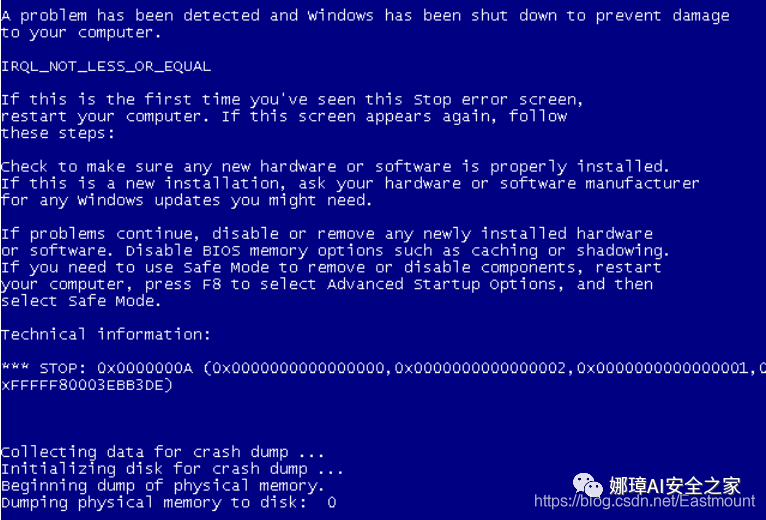 A problem has been detected and Windows has been shut down to prevent damage
to your computer.
IRQL_NOT_LESS_OR_EQUAL
If this is the first time you've seen this Stop error screen,
restart your computer. If this screen appears again, follow
these steps:
Check to make sure any new hardware or software is properly installed.
If this is a new installation, ask your hardware or software manufacturer
for any Windows updates you might need.
If problems continue, disable or remove any newly installed hardware
or software. Disable BIOS memory options such as caching or shadowing.
If you need to use Safe Mode to remove or disable components, restart
your computer, press F8 to select Advanced Startup Options, and then
select Safe Mode.
Technical information:
*** STOP: 0x0000000A (0x0000000000000000,0x0000000000000002,0x0000000000000001,0
xFFFFF80003EBB3DE)
Collecting data for crash dump ...
Initializing disk for crash dump ...
Beginning dump of physical memory.
Dumping physical memory to disk:  0
娜璋AI安全之家
https://blog.csdn.net/Eastmount